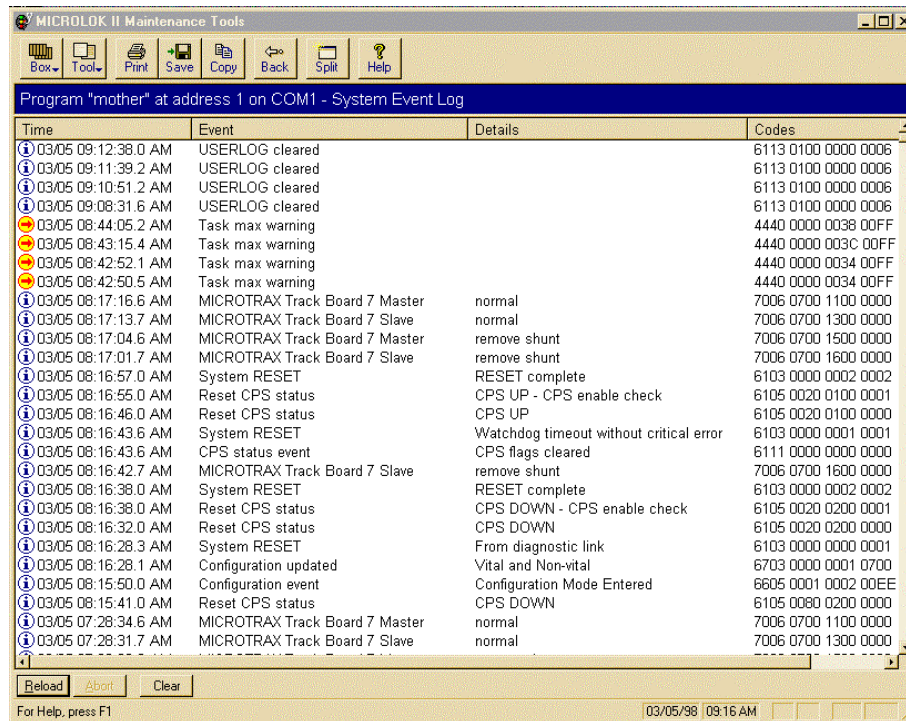 MICROLOK II Maintenance Tools
Box Tool Print Save Copy Back Split Help
Program "mother" at address 1 on COM1 - System Event Log
Time Event Details Codes
03/05 09:12:38.0 AM USERLOG cleared 6113 0100 0000 0006
03/05 09:11:39.2 AM USERLOG cleared 6113 0100 0000 0006
03/05 09:10:51.2 AM USERLOG cleared 6113 0100 0000 0006
03/05 09:08:31.6 AM USERLOG cleared 6113 0100 0000 0006
03/05 08:44:05.2 AM Task max warning 4440 0000 0038 00FF
03/05 08:43:15.4 AM Task max warning 4440 0000 003C 00FF
03/05 08:42:52.1 AM Task max warning 4440 0000 0034 00FF
03/05 08:42:50.5 AM Task max warning 4440 0000 0034 00FF
03/05 08:17:16.6 AM MICROTRAX Track Board 7 Master normal 7006 0700 1100 0000
03/05 08:17:13.7 AM MICROTRAX Track Board 7 Slave normal 7006 0700 1300 0000
03/05 08:17:04.6 AM MICROTRAX Track Board 7 Master remove shunt 7006 0700 1500 0000
03/05 08:17:01.7 AM MICROTRAX Track Board 7 Slave remove shunt 7006 0700 1600 0000
03/05 08:16:57.0 AM System RESET RESET complete 6103 0000 0002 0002
03/05 08:16:55.0 AM Reset CPS status CPS UP - CPS enable check 6105 0020 0100 0001
03/05 08:16:46.0 AM Reset CPS status CPS UP 6105 0020 0100 0000
03/05 08:16:43.6 AM System RESET Watchdog timeout without critical error 6103 0000 0001 0001
03/05 08:16:43.6 AM CPS status event CPS flags cleared 6111 0000 0000 0000
03/05 08:16:42.7 AM MICROTRAX Track Board 7 Slave remove shunt 7006 0700 1600 0000
03/05 08:16:38.0 AM System RESET RESET complete 6103 0000 0002 0002
03/05 08:16:38.0 AM Reset CPS status CPS DOWN - CPS enable check 6105 0020 0200 0001
03/05 08:16:32.0 AM Reset CPS status CPS DOWN 6105 0020 0200 0000
03/05 08:16:28.3 AM System RESET From diagnostic link 6103 0000 0000 0001
03/05 08:16:28.1 AM Configuration updated Vital and Non-vital 6703 0000 0001 0700
03/05 08:15:50.0 AM Configuration event Configuration Mode Entered 6605 0001 0002 00EE
03/05 08:15:41.0 AM Reset CPS status CPS DOWN 6105 0080 0200 0000
03/05 07:28:34.6 AM MICROTRAX Track Board 7 Master normal 7006 0700 1100 0000
03/05 07:28:31.7 AM MICROTRAX Track Board 7 Slave normal 7006 0700 1300 0000
Reload Abort Clear
For Help, press F1 03/05/98 09:16 AM